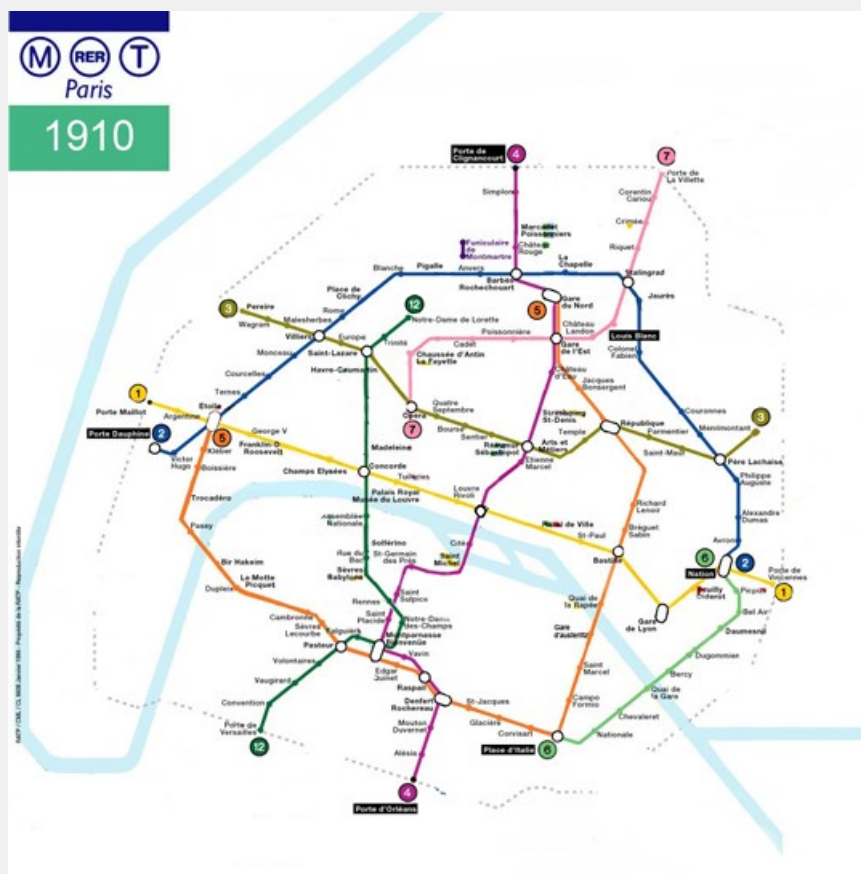 M RER T
Paris
1910
Porte de
Clignancourt
4
7
Porte de
La Villette
Simplon
Corentin
Cariou
Crimée
Marcadet
Poissonniers
Funiculaire
de
Montmartre
Château
Rouge
Riquet
La
Chapelle
Blanche
Pigalle
Anvers
Barbès
Rochechouart
Stalingrad
Place de
Clichy
Gare
du Nord
Jaurès
3
Pereire
Wagram
Malesherbes
Rome
12
Notre-Dame de Lorette
5
Villiers
Europe
Trinité
Poissonnière
Château
Landon
Louis Blanc
Monceau
Saint-Lazare
Cadet
Gare
de l'Est
Colonel
Fabien
Chaussée d'Antin
La Fayette
Havre-Caumartin
Courcelles
Château
d'Eau
Jacques
Bonsergent
Ternes
1
Porte Maillot
Argentine
Etoile
Opéra
Quatre
Septembre
Strasbourg
St-Denis
République
Couronnes
3
Ménilmontant
George V
7
Bourse
Temple
Parmentier
Porte Dauphine
2
5
Kléber
Franklin D
Roosevelt
Madeleine
Sentier
Réaumur
Sébastopol
Arts et
Métiers
Saint-Maur
Victor
Hugo
Boissière
Etienne
Marcel
Père Lachaise
Champs Elysées
Concorde
Tuileries
Philippe
Auguste
Trocadéro
Palais Royal
Musée du Louvre
Louvre
Rivoli
Richard
Lenoir
Passy
Assemblée
Nationale
Hôtel de Ville
Alexandre
Dumas
Bréguet
Sabin
St-Paul
Solférino
Cité
Avron
Rue du
Bac
St-Germain
des Prés
Saint
Michel
6
2
Bir Hakeim
Sèvres
Babylone
Bastille
Nation
Porte de
Vincennes
La Motte
Picquet
Dupleix
Reuilly
Diderot
Picpus
1
Saint
Sulpice
Quai de
la Rapée
Rennes
Bel Air
Cambronne
Saint
Placide
Notre-Dame
des-Champs
Gare
de Lyon
Sèvres
Lecourbe
Falguière
Gare
d'austerlitz
Daumesnil
Montparnasse
Bienvenüe
Pasteur
Vavin
Dugommier
Volontaires
Edgar
Quinet
Saint
Marcel
Bercy
Vaugirard
Raspail
Quai de
la Gare
Convention
Denfert
Rochereau
St-Jacques
Campo
Formio
Chevaleret
Porte de
Versailles
Mouton
Duvernet
Glacière
Corvisart
Nationale
12
Place d'Italie
6
Alésia
4
Porte d'Orléans